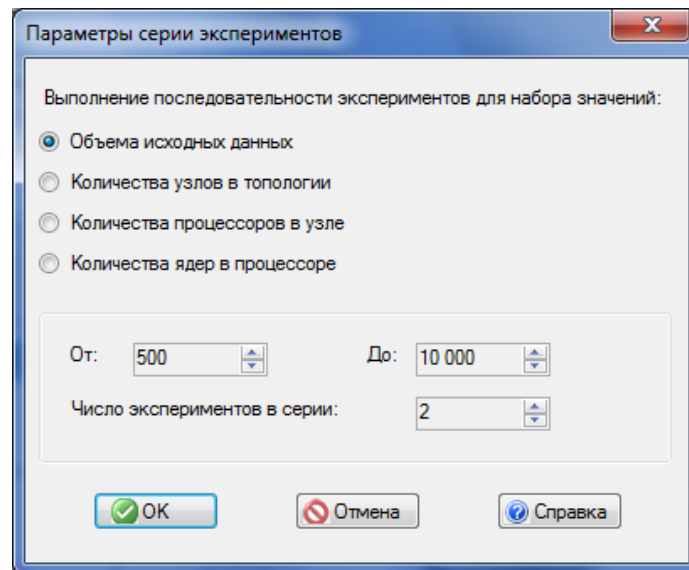 Параметры серии экспериментов
Выполнение последовательности экспериментов для набора значений:
Объема исходных данных
Количества узлов в топологии
Количества процессоров в узле
Количества ядер в процессоре
От: 500 До: 10 000
Число экспериментов в серии: 2
OK Отмена Справка